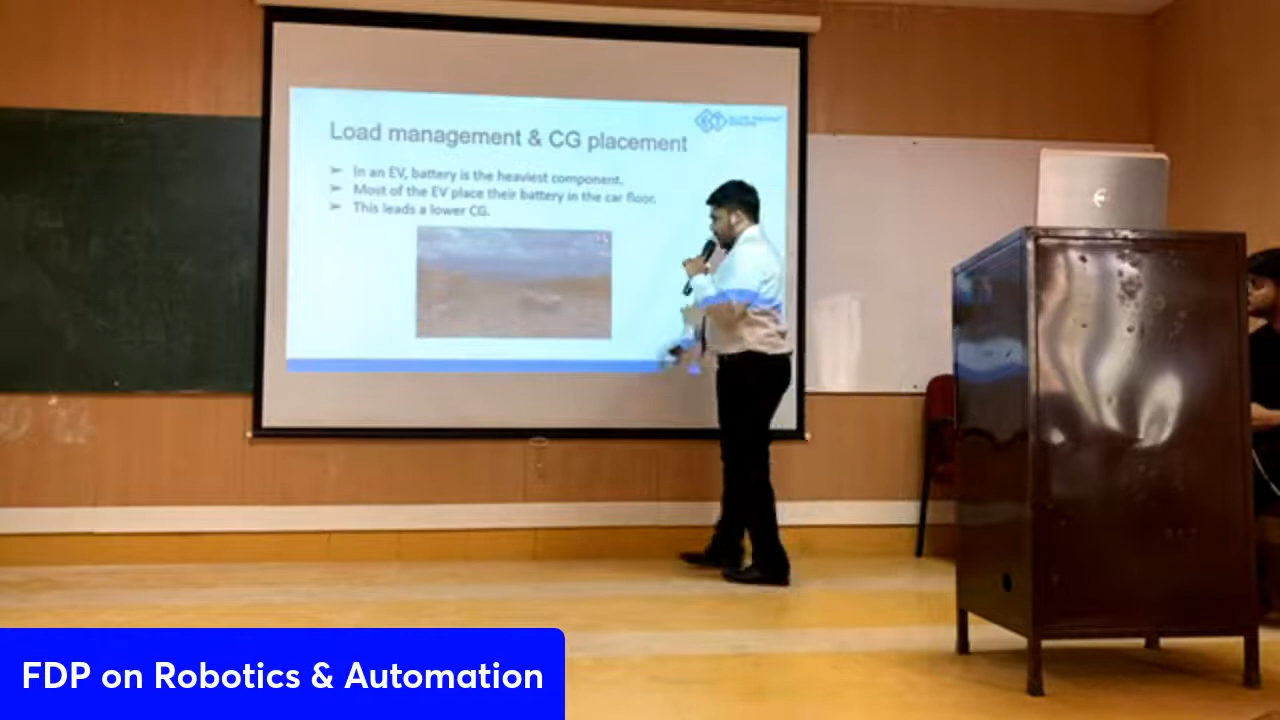 Load management & CG placement
➢ In an EV, battery is the heaviest component.
➢ Most of the EV place their battery in the car floor.
➢ This leads a lower CG.
FDP on Robotics & Automation